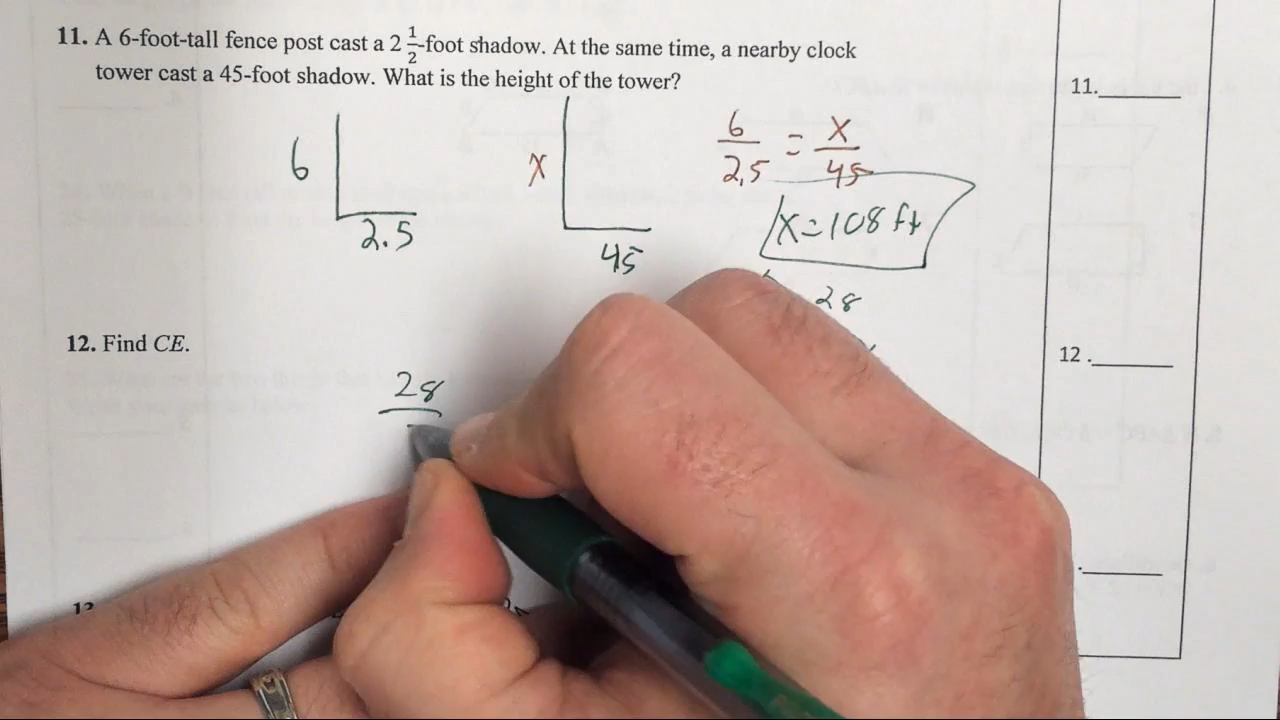 11. A 6-foot-tall fence post cast a 2 1/2-foot shadow. At the same time, a nearby clock
tower cast a 45-foot shadow. What is the height of the tower?
11.______
6
2.5
x
45
6/2.5 = x/45
x=108 ft
28
12. Find CE.
12.______
28